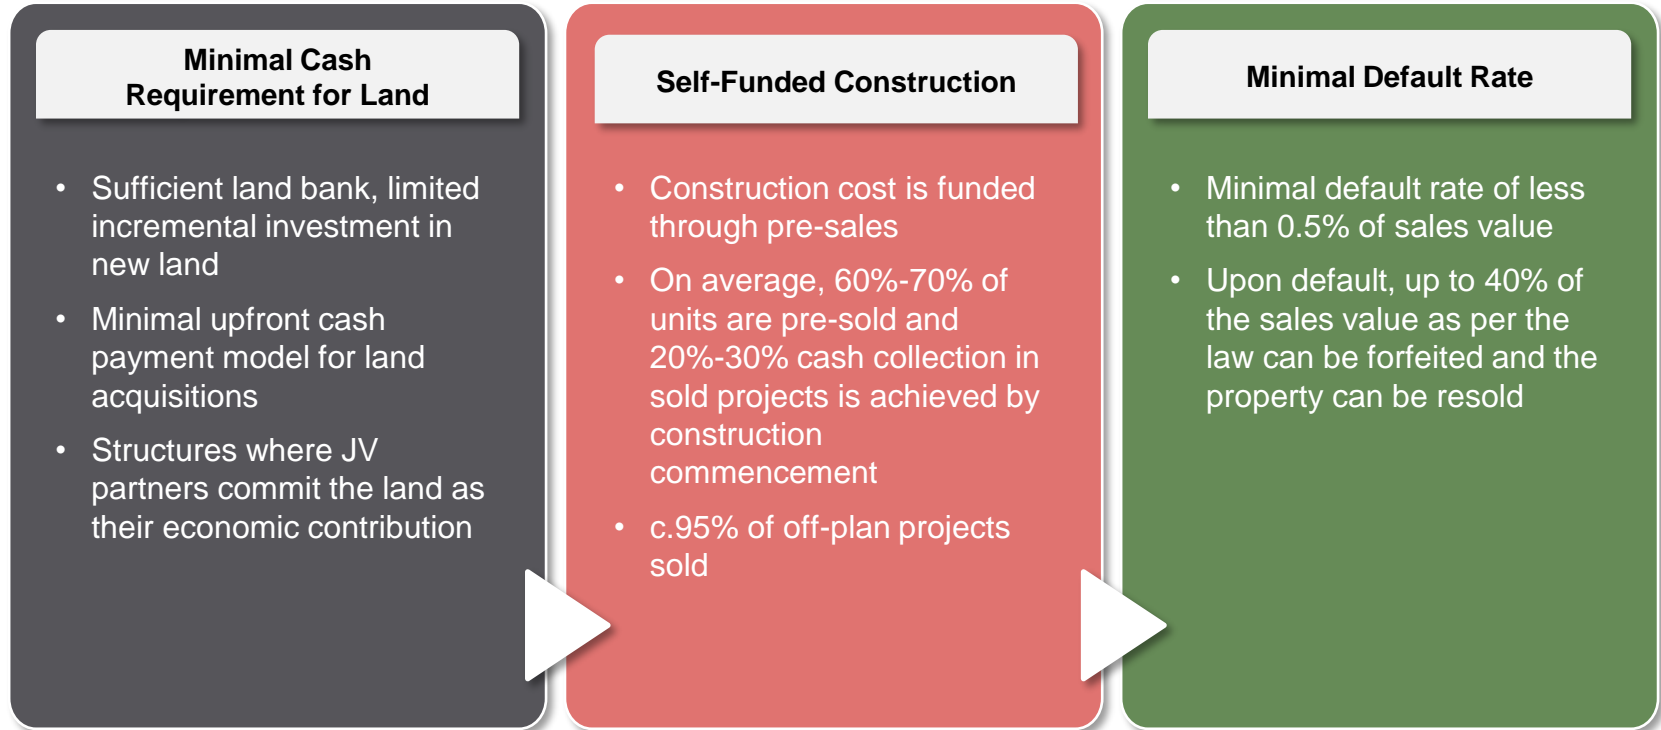 Minimal Cash
Requirement for Land
• Sufficient land bank, limited
incremental investment in
new land
• Minimal upfront cash
payment model for land
acquisitions
• Structures where JV
partners commit the land as
their economic contribution
Self-Funded Construction
• Construction cost is funded
through pre-sales
• On average, 60%-70% of
units are pre-sold and
20%-30% cash collection in
sold projects is achieved by
construction
commencement
• c.95% of off-plan projects
sold
Minimal Default Rate
• Minimal default rate of less
than 0.5% of sales value
• Upon default, up to 40% of
the sales value as per the
law can be forfeited and the
property can be resold